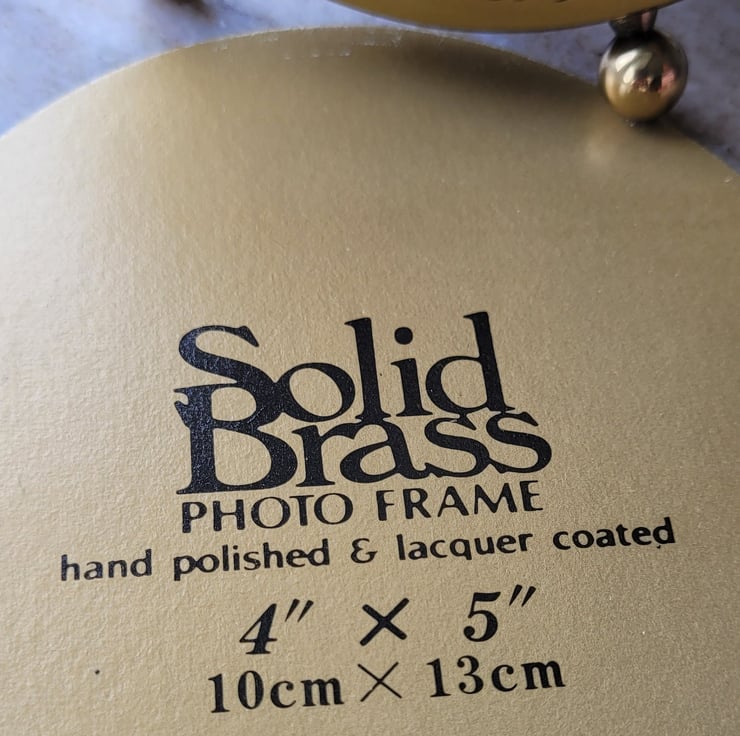 Solid
Brass
PHOTO FRAME
hand polished & lacquer coated
4″ × 5″
10cm × 13cm